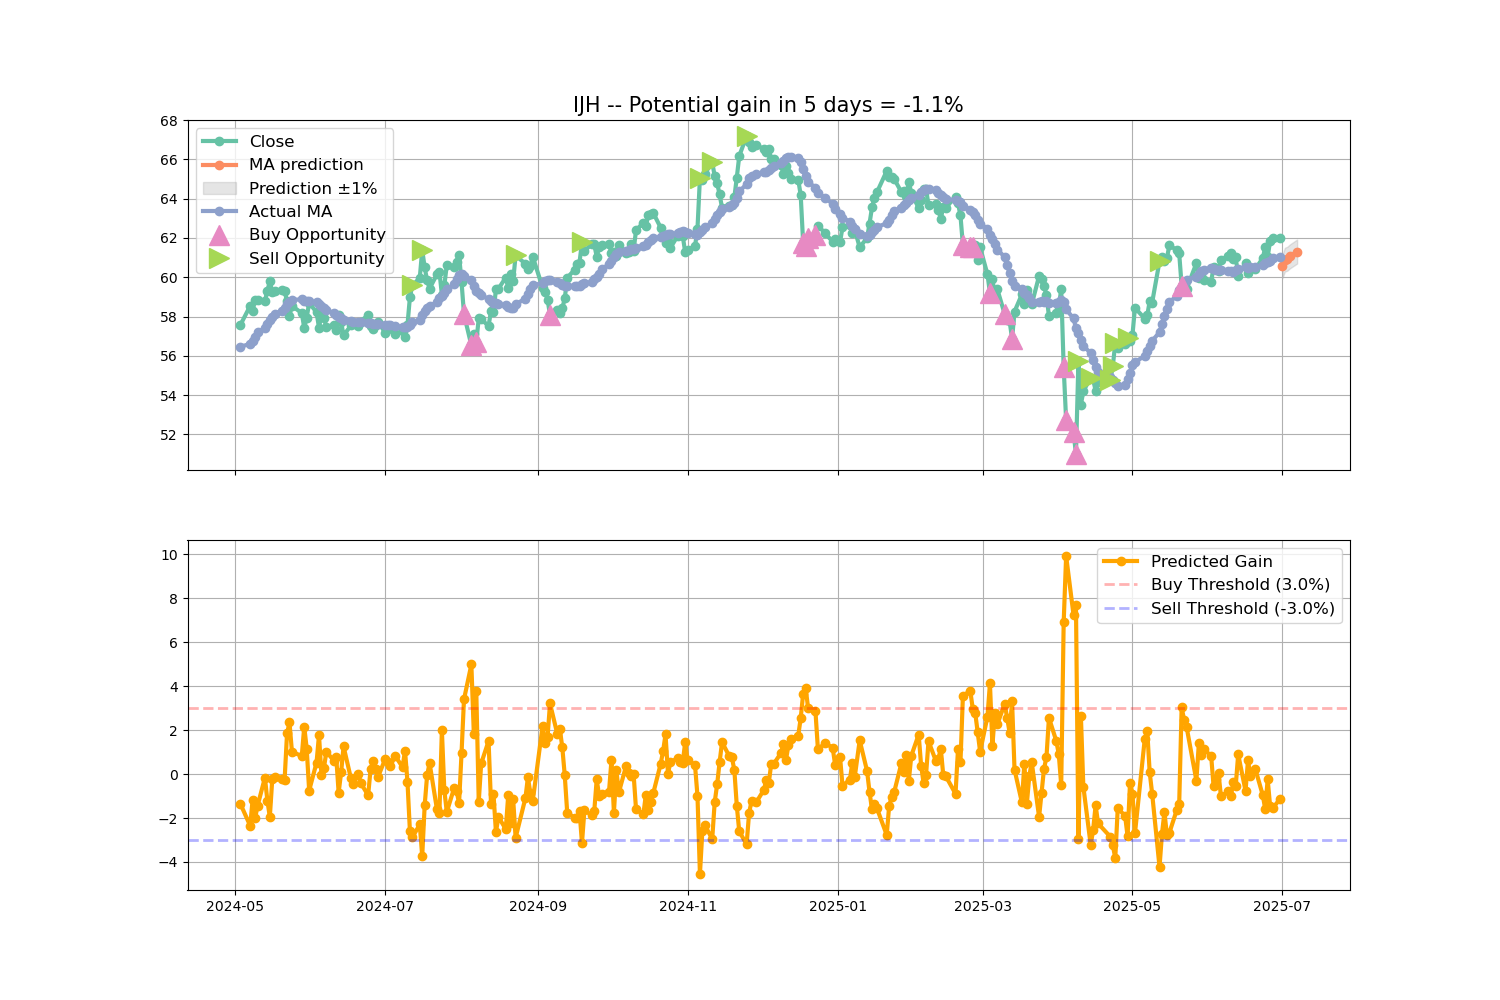 IJH -- Potential gain in 5 days = -1.1%
68
66
64
62
60
58
56
54
52
Close
MA prediction
Prediction ±1%
Actual MA
Buy Opportunity
Sell Opportunity
10
8
6
4
2
0
−2
−4
Predicted Gain
Buy Threshold (3.0%)
Sell Threshold (-3.0%)
2024-05 2024-07 2024-09 2024-11 2025-01 2025-03 2025-05 2025-07